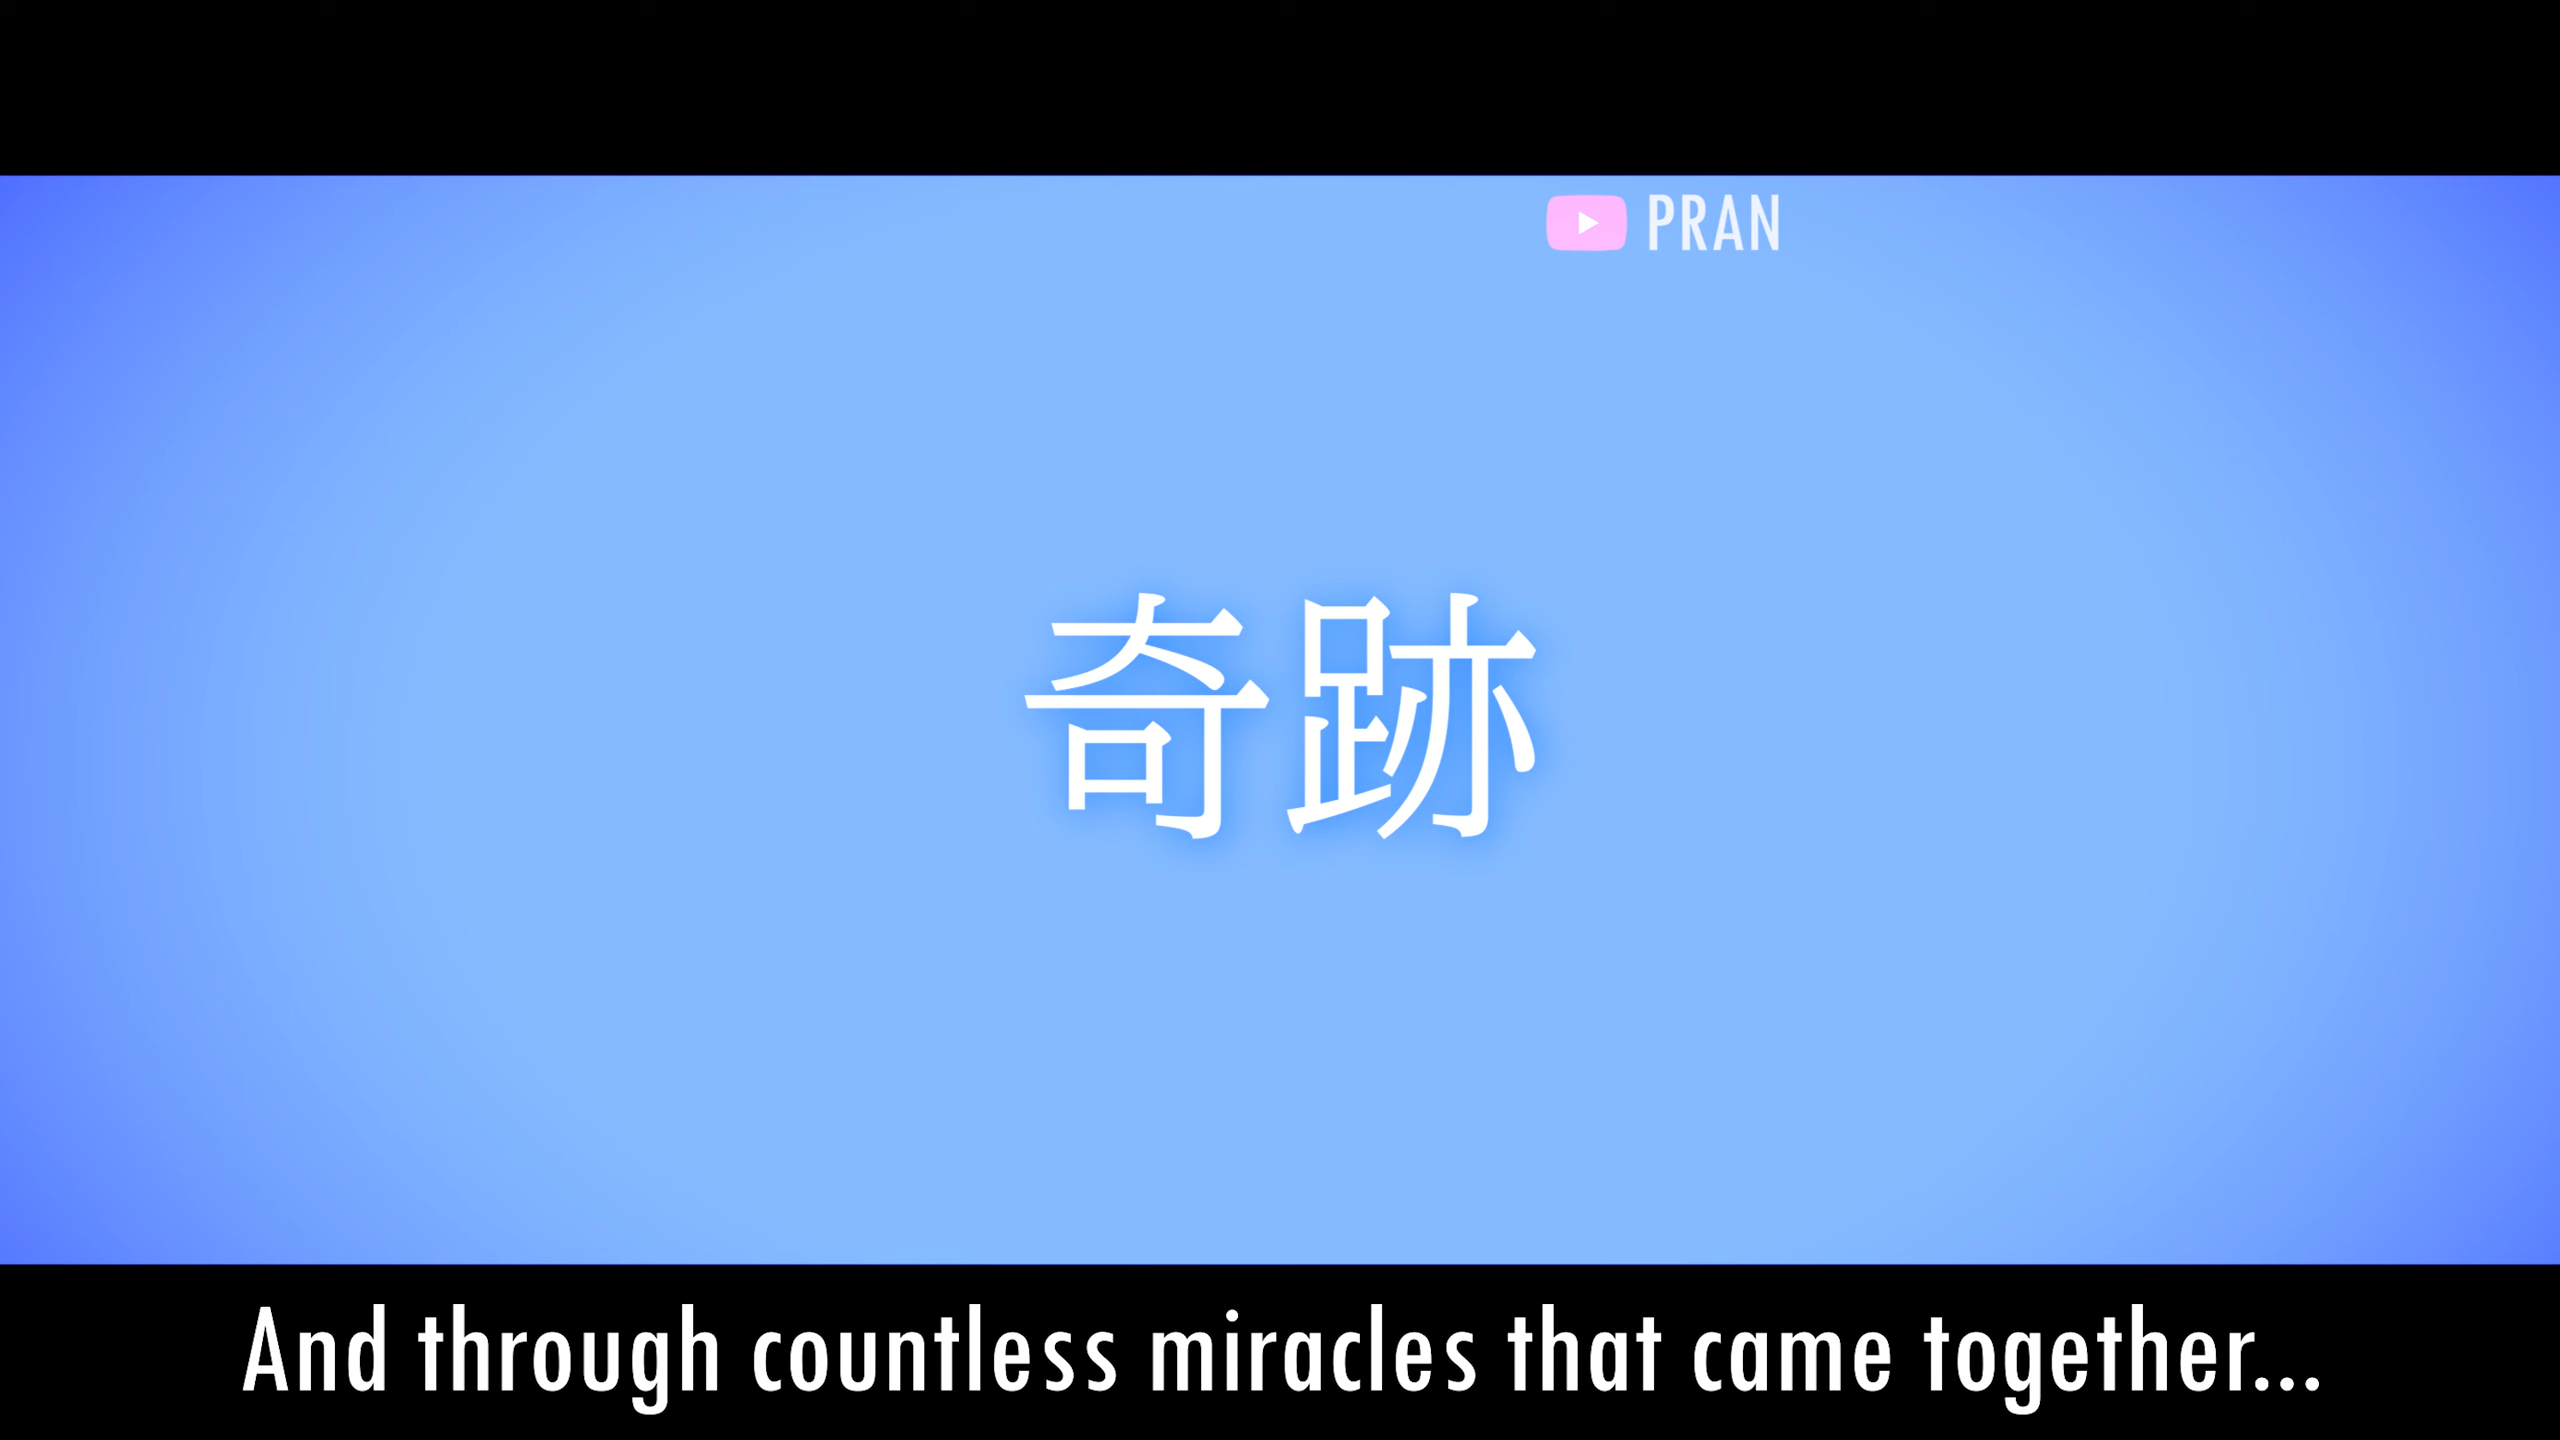 PRAN
奇跡
And through countless miracles that came together...